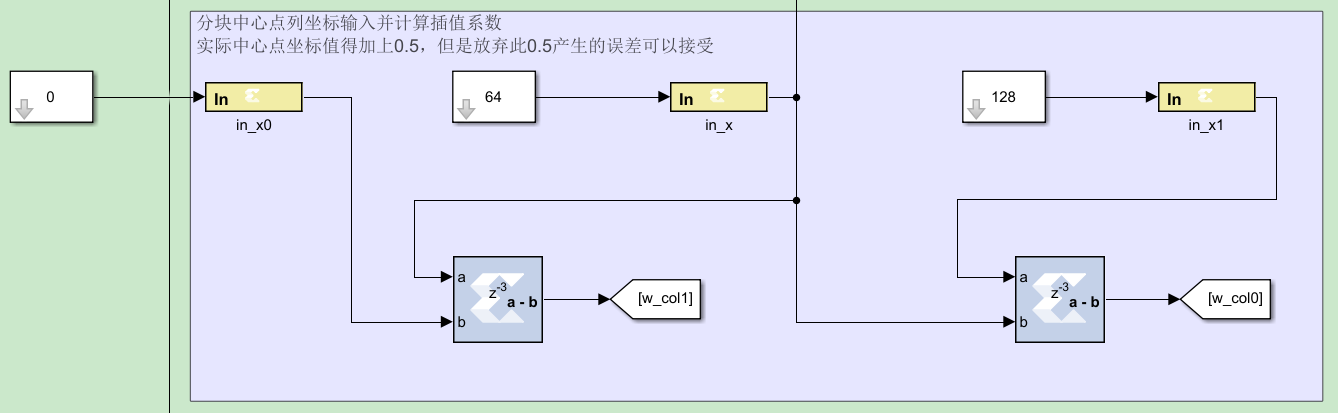 分块中心点列坐标输入并计算插值系数
实际中心点坐标值得加上0.5，但是放弃此0.5产生的误差可以接受
0
In
in_x0
64
In
in_x
128
In
in_x1
a
z-3
a - b
b
[w_col1]
a
z-3
a - b
b
[w_col0]